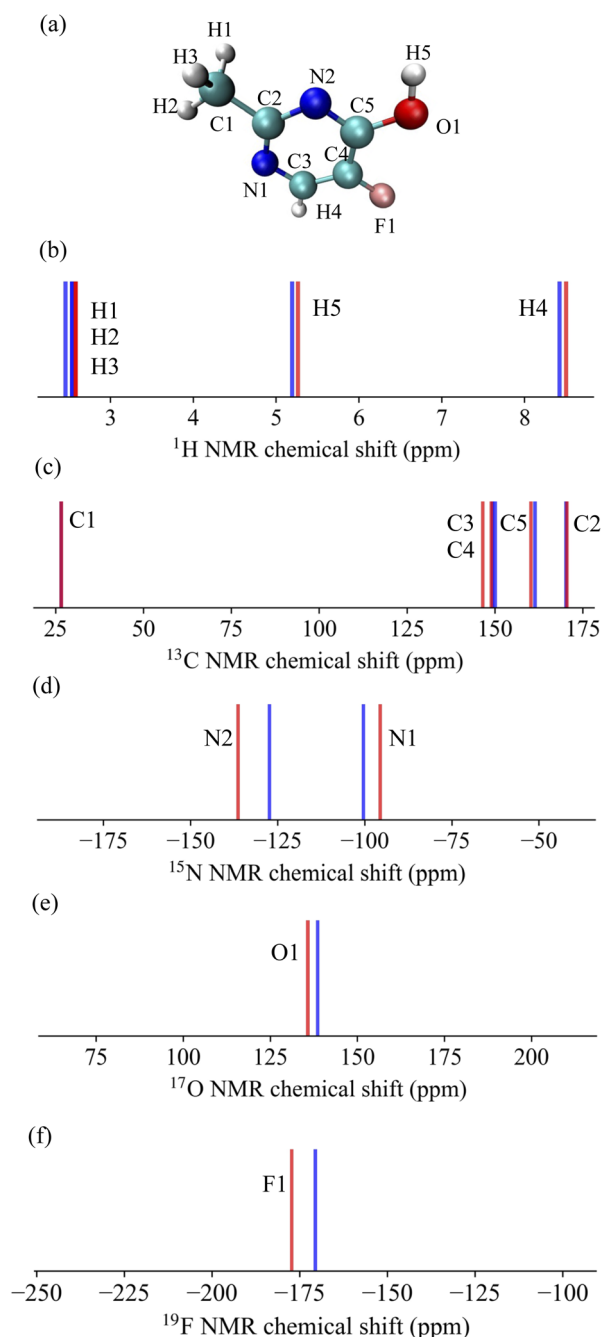 (a)
H1
H5
H3
N2
H2
C2
C5
C1
O1
C3
C4
N1
H4
F1
(b)
H1
H5
H4
H2
H3
3 4 5 6 7 8
¹H NMR chemical shift (ppm)
(c)
C1
C3
C5
C2
C4
25 50 75 100 125 150 175
¹³C NMR chemical shift (ppm)
(d)
N2
N1
−175 −150 −125 −100 −75 −50
¹⁵N NMR chemical shift (ppm)
(e)
O1
75 100 125 150 175 200
¹⁷O NMR chemical shift (ppm)
(f)
F1
−250 −225 −200 −175 −150 −125 −100
¹⁹F NMR chemical shift (ppm)